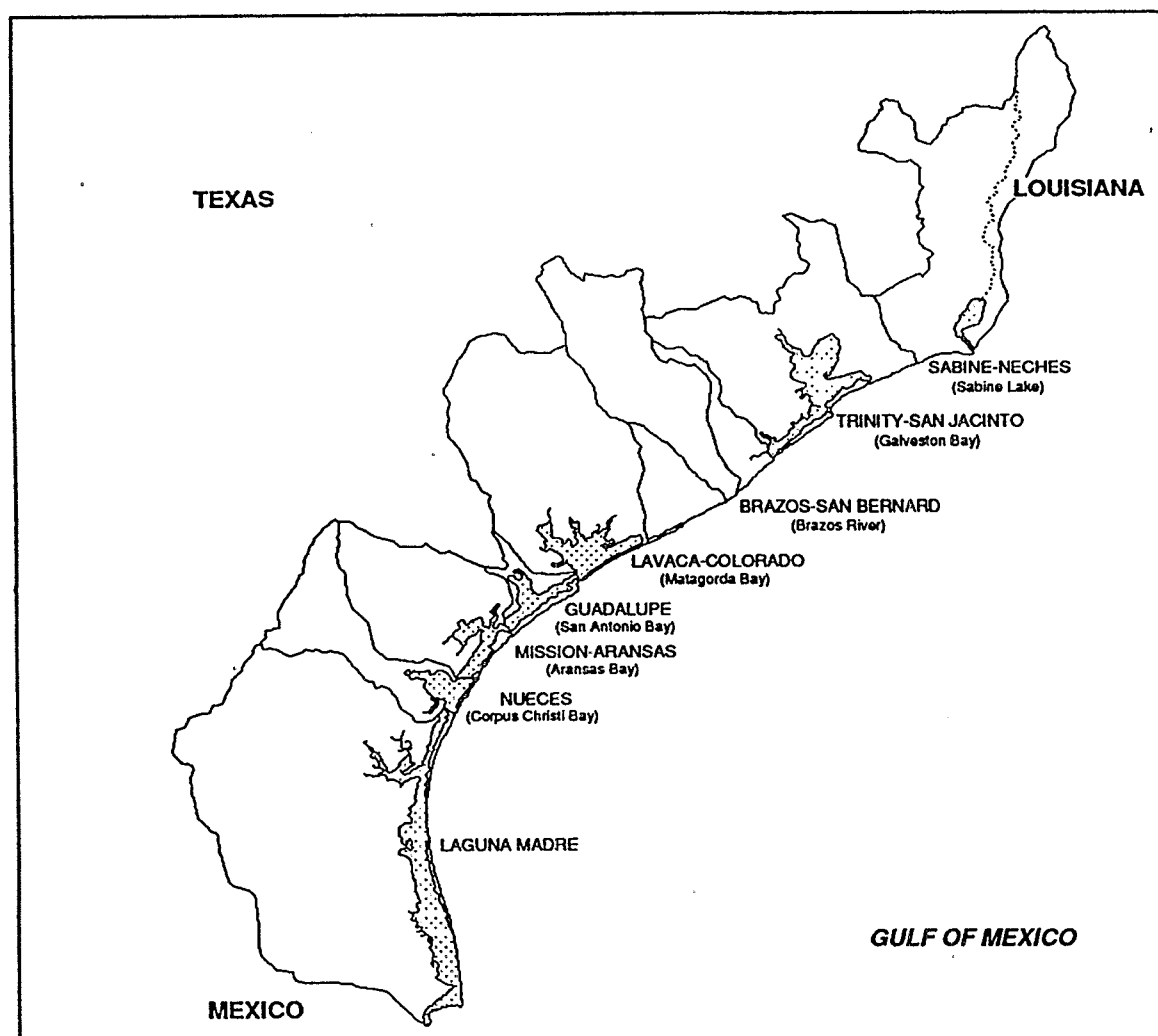 TEXAS
LOUISIANA
SABINE-NECHES
(Sabine Lake)
TRINITY-SAN JACINTO
(Galveston Bay)
BRAZOS-SAN BERNARD
(Brazos River)
LAVACA-COLORADO
(Matagorda Bay)
GUADALUPE
(San Antonio Bay)
MISSION-ARANSAS
(Aransas Bay)
NUECES
(Corpus Christi Bay)
LAGUNA MADRE
GULF OF MEXICO
MEXICO